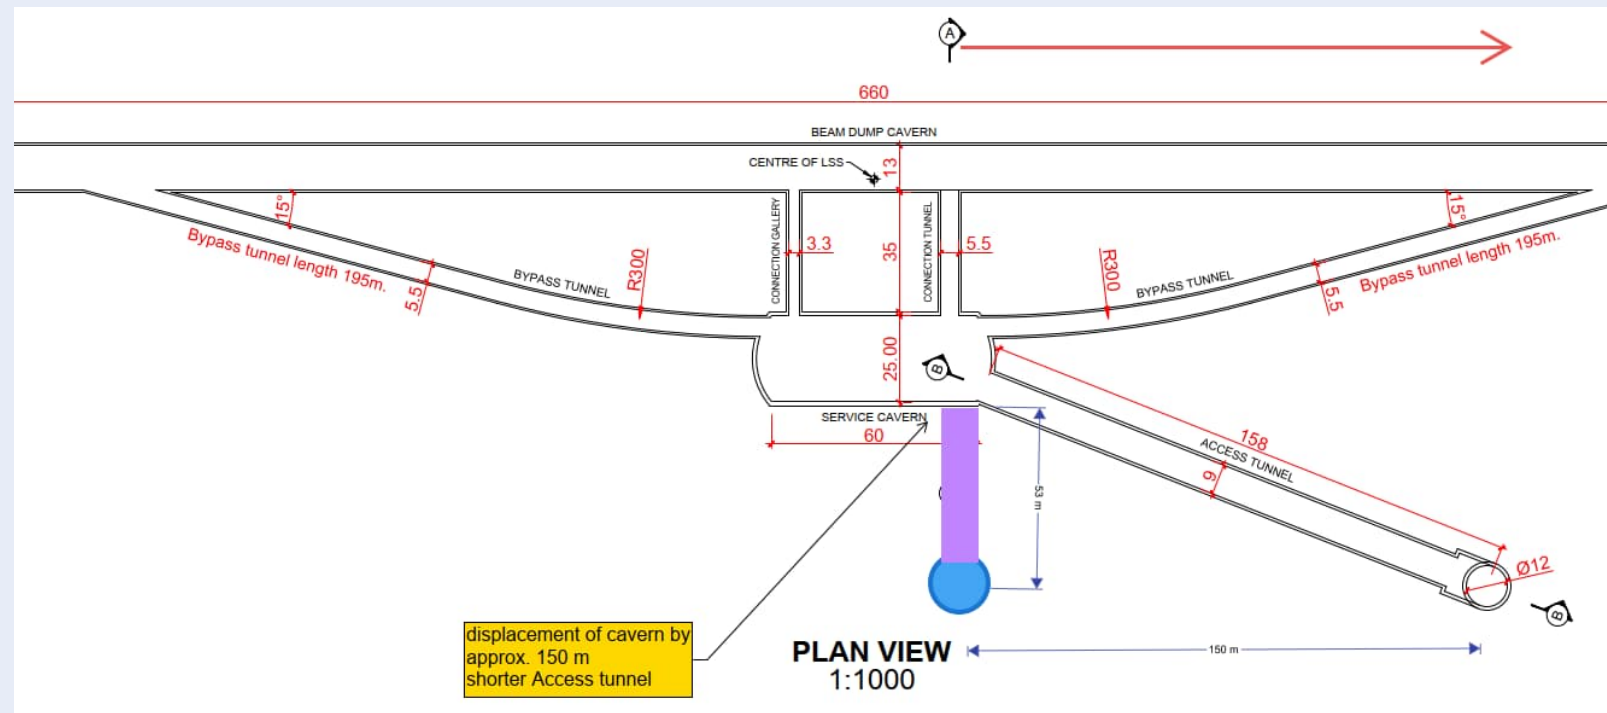 A
660
BEAM DUMP CAVERN
CENTRE OF LSS
13
15°
15°
CONNECTION GALLERY
CONNECTION TUNNEL
3.3
35
5.5
Bypass tunnel length 195m.
BYPASS TUNNEL
R300
R300
BYPASS TUNNEL
Bypass tunnel length 195m.
5.5
5.5
25.00
B
SERVICE CAVERN
60
158
ACCESS TUNNEL
9
53 m
Ø12
B
displacement of cavern by
approx. 150 m
shorter Access tunnel
PLAN VIEW
1:1000
150 m